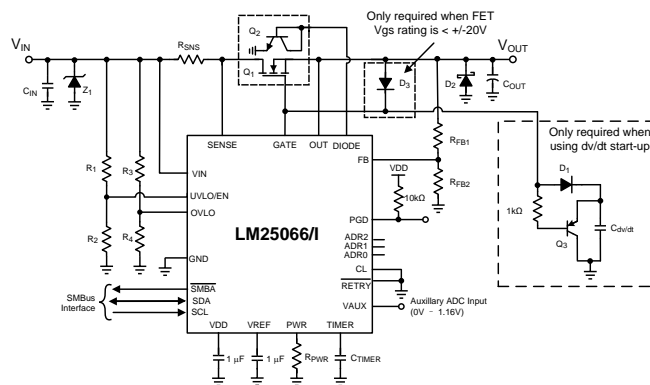 Only required when FET
Vgs rating is < +/-20V
VIN
RSNS
Q2
Q1
VOUT
CIN
Z1
D3
D2
COUT
Only required when
using dv/dt start-up
SENSE
GATE
OUT
DIODE
VIN
R1
R3
UVLO/EN
OVLO
R2
R4
LM25066/I
FB
RFB1
RFB2
VDD
10kΩ
PGD
D1
1kΩ
Cdv/dt
Q3
ADR2
ADR1
ADR0
GND
CL
RETRY
SMBus
Interface
SMBA
SDA
SCL
VAUX
Auxillary ADC Input
(0V - 1.16V)
VDD
VREF
PWR
TIMER
1 µF
1 µF
RPWR
CTIMER